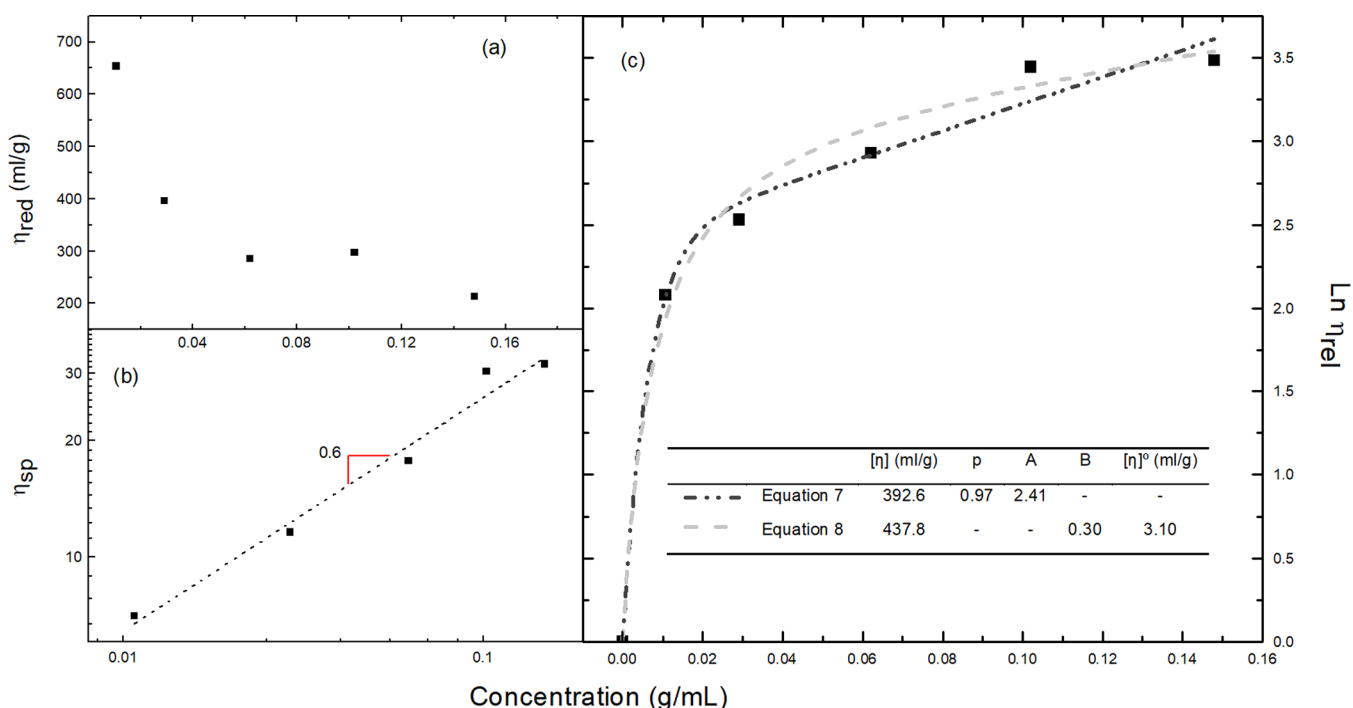 (a)
700
600
500
400
300
200
η_red (ml/g)
0.04 0.08 0.12 0.16
(b)
30
20
10
η_sp
0.6
0.01 0.1
(c)
3.5
3.0
2.5
2.0
1.5
1.0
0.5
0.0
Ln η_rel
[η] (ml/g) p A B [η]º (ml/g)
Equation 7 392.6 0.97 2.41 - -
Equation 8 437.8 - - 0.30 3.10
0.00 0.02 0.04 0.06 0.08 0.10 0.12 0.14 0.16
Concentration (g/mL)